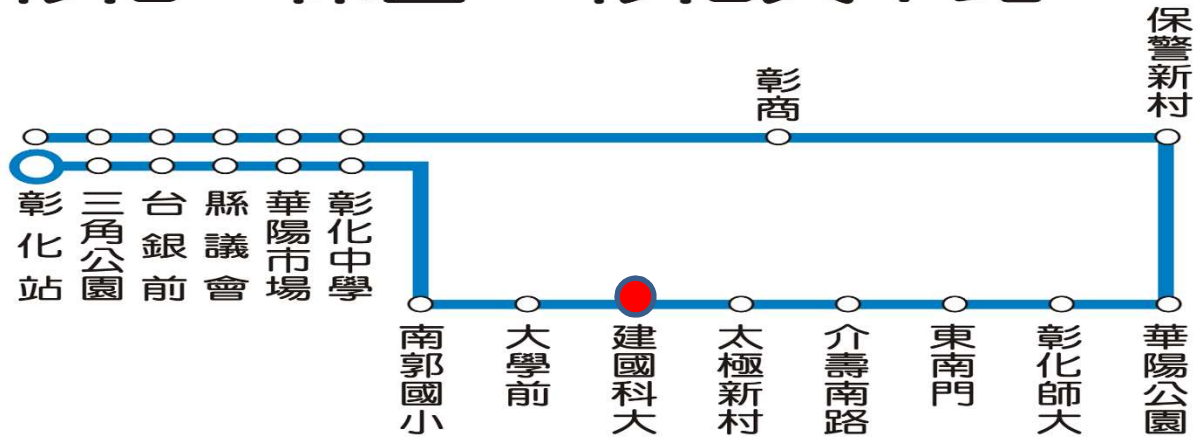 保警新村
彰商
彰化站
三角公園
台銀前
縣議會
華陽市場
彰化中學
南郭國小
大學前
建國科大
太極新村
介壽南路
東南門
彰化師大
華陽公園